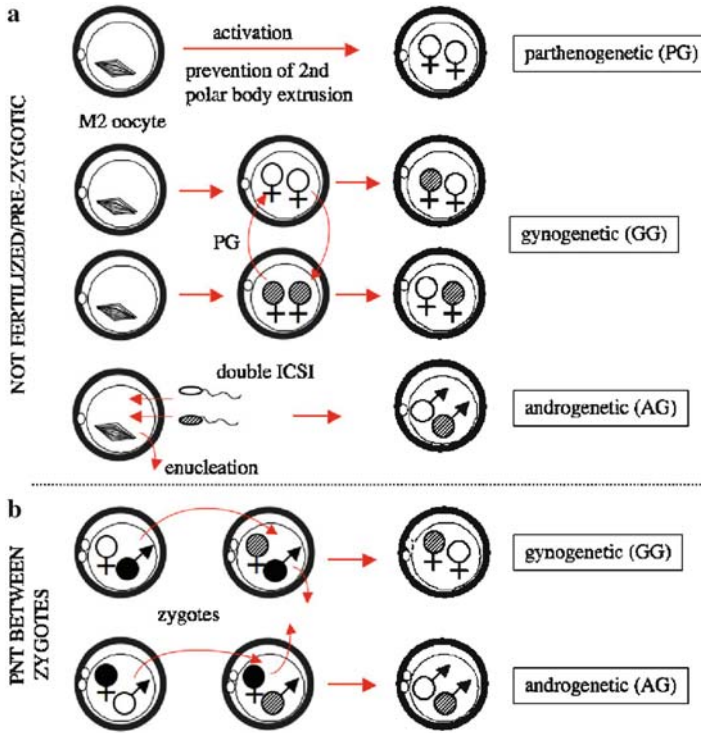 a
activation
prevention of 2nd
polar body extrusion
parthenogenetic (PG)
M2 oocyte
NOT FERTILIZED/PRE-ZYGOTIC
PG
gynogenetic (GG)
double ICSI
androgenetic (AG)
enucleation
b
PNT BETWEEN
ZYGOTES
gynogenetic (GG)
zygotes
androgenetic (AG)